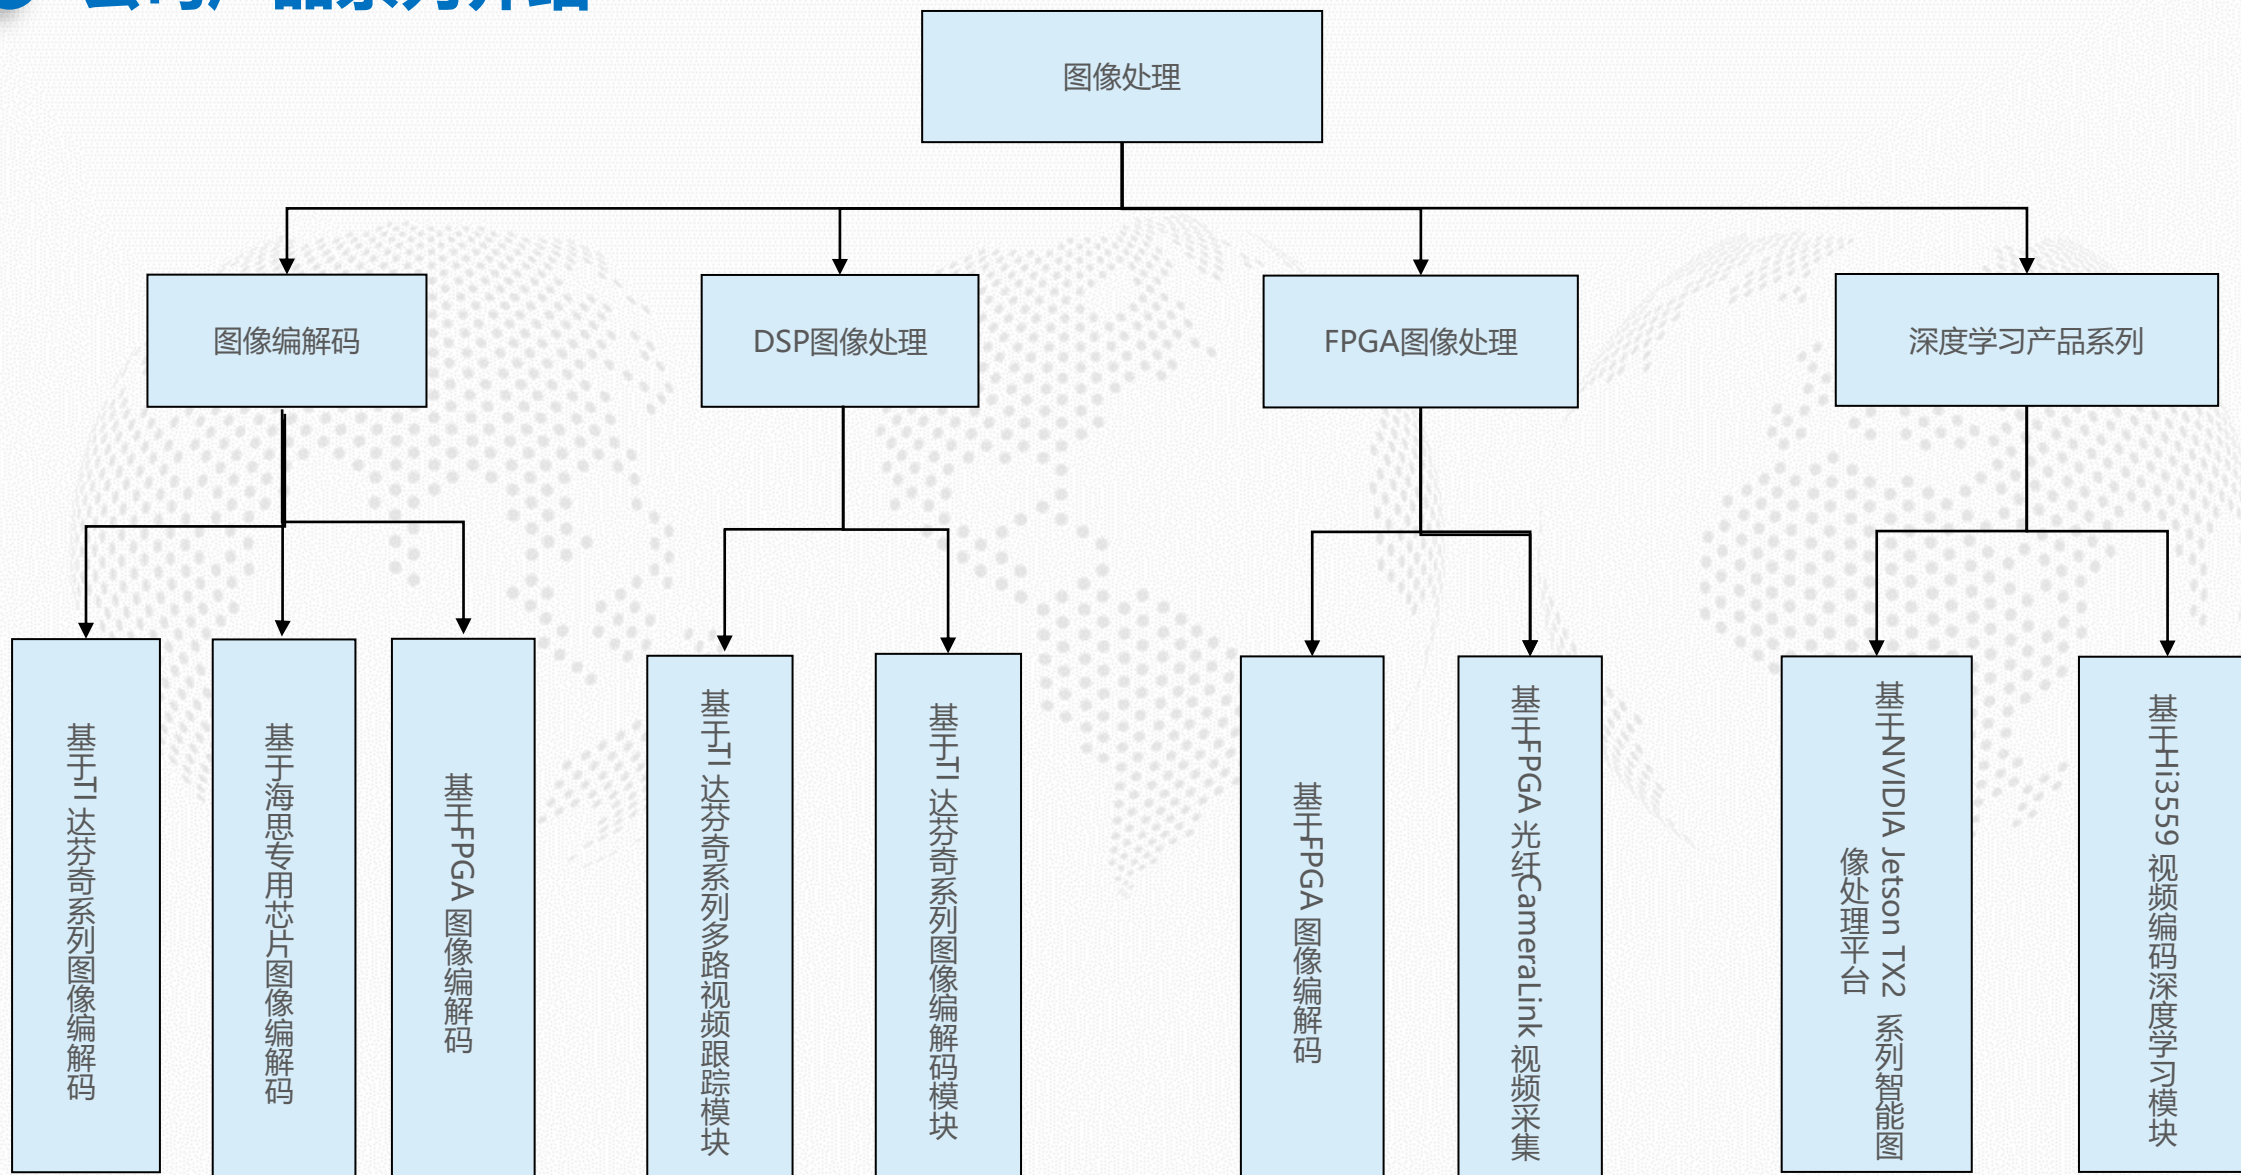 公司产品系列介绍
图像处理
图像编解码
DSP图像处理
FPGA图像处理
深度学习产品系列
基于TI 达芬奇系列图像编解码
基于海思专用芯片图像编解码
基于FPGA 图像编解码
基于TI 达芬奇系列多路视频跟踪模块
基于TI 达芬奇系列图像编解码模块
基于FPGA 图像编解码
基于FPGA 光纤CameraLink 视频采集
基于NVIDIA Jetson TX2 系列智能图
像处理平台
基于Hi3559 视频编码深度学习模块